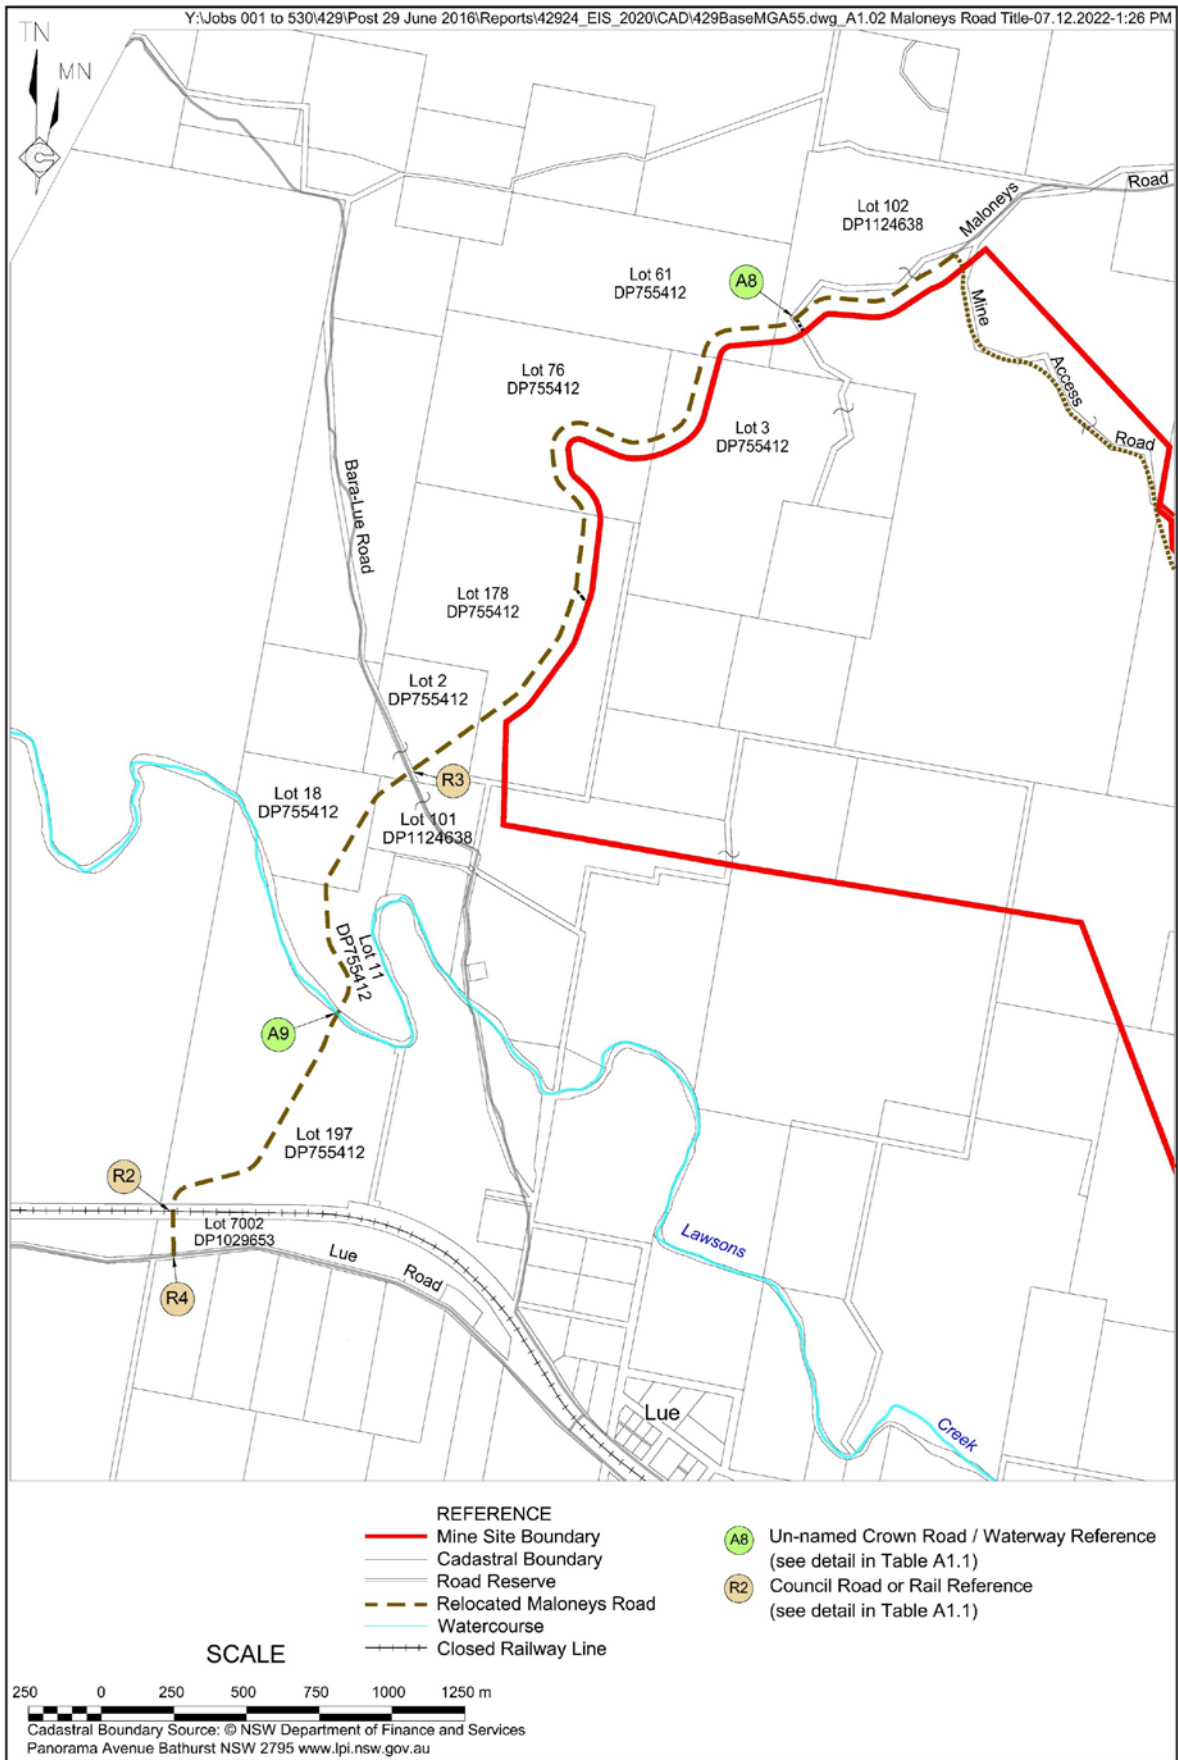 Y:\Jobs 001 to 530\429\Post 29 June 2016\Reports\42924_EIS_2020\CAD\429BaseMGA55.dwg_A1.02 Maloneys Road Title-07.12.2022-1:26 PM
TN
MN
Road
Maloneys
Lot 102
DP1124638
Lot 61
DP755412
A8
Mine
Access
Road
Lot 76
DP755412
Lot 3
DP755412
Bara-Lue Road
Lot 178
DP755412
Lot 2
DP755412
R3
Lot 18
DP755412
Lot 101
DP1124638
Lot 11
DP755412
A9
Lot 197
DP755412
R2
Lot 7002
DP1029653
Lue
Road
R4
Lawsons
Creek
Lue
REFERENCE
Mine Site Boundary
Cadastral Boundary
Road Reserve
Relocated Maloneys Road
Watercourse
Closed Railway Line
A8 Un-named Crown Road / Waterway Reference
(see detail in Table A1.1)
R2 Council Road or Rail Reference
(see detail in Table A1.1)
SCALE
250 0 250 500 750 1000 1250 m
Cadastral Boundary Source: © NSW Department of Finance and Services
Panorama Avenue Bathurst NSW 2795 www.lpi.nsw.gov.au